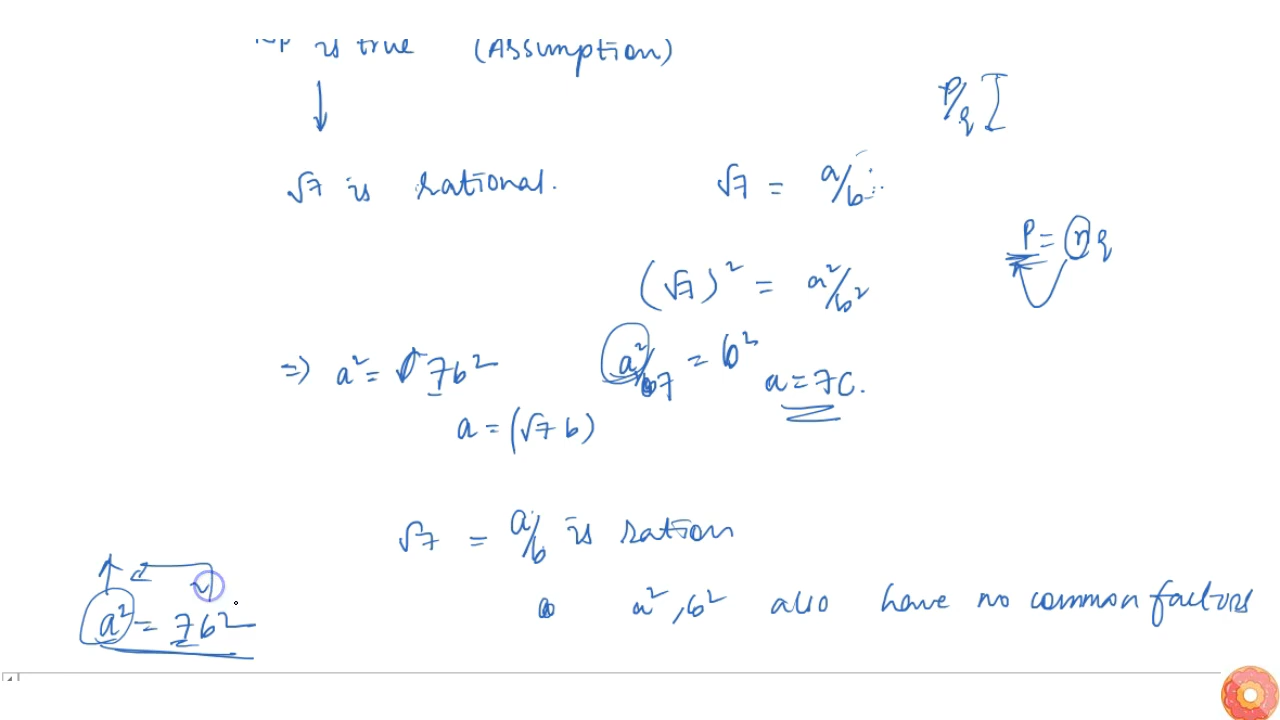 is true (Assumption)
P/q
√7 is rational. √7 = a/b
P = nq
(√7)² = a²/b²
=> a² = 7b² a²/7 = b²
a = 7c.
a = (√7 b)
√7 = a/b is ration
a², b² also have no common factors
a² = 7b²